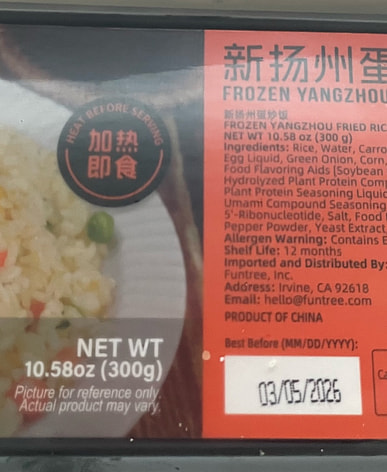 HEAT BEFORE SERVING
加热
即食
NET WT
10.58oz (300g)
Picture for reference only.
Actual product may vary.
新扬州蛋
FROZEN YANGZHOU
新扬州蛋炒饭
FROZEN YANGZHOU FRIED RIC
NET WT 10.58 oz (300 g)
Ingredients: Rice, Water, Carro
Egg Liquid, Green Onion, Corn
Food Flavoring Aids (Soybean
Hydrolyzed Plant Protein Com
Plant Protein Seasoning Liquid
Umami Compound Seasoning
5'-Ribonucleotide, Salt, Food
Pepper Powder, Yeast Extract
Allergen Warning: Contains E
Shelf Life: 12 months
Imported and Distributed By:
Funtree, Inc.
Address: Irvine, CA 92618
Email: hello@funtree.com
PRODUCT OF CHINA
Best Before (MM/DD/YYYY):
03/05/2026